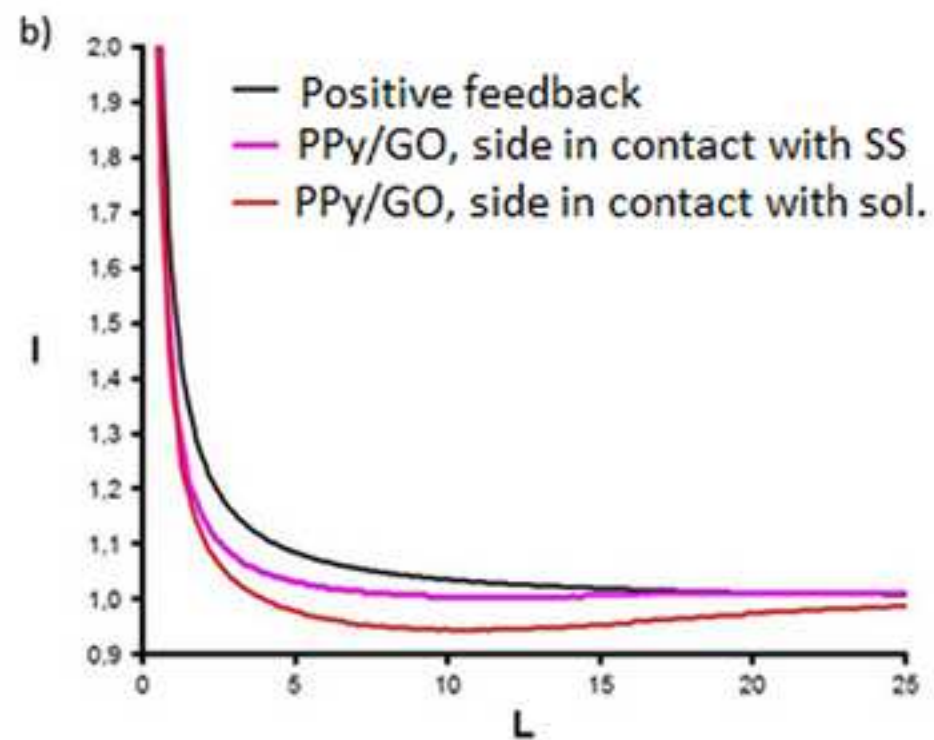 b)
2.0
1,9
1,8
1,7
1,6
1,5
1,4
1,3
1,2
1,1
1,0
0,9
Positive feedback
PPy/GO, side in contact with SS
PPy/GO, side in contact with sol.
I
0 5 10 15 20 25
L